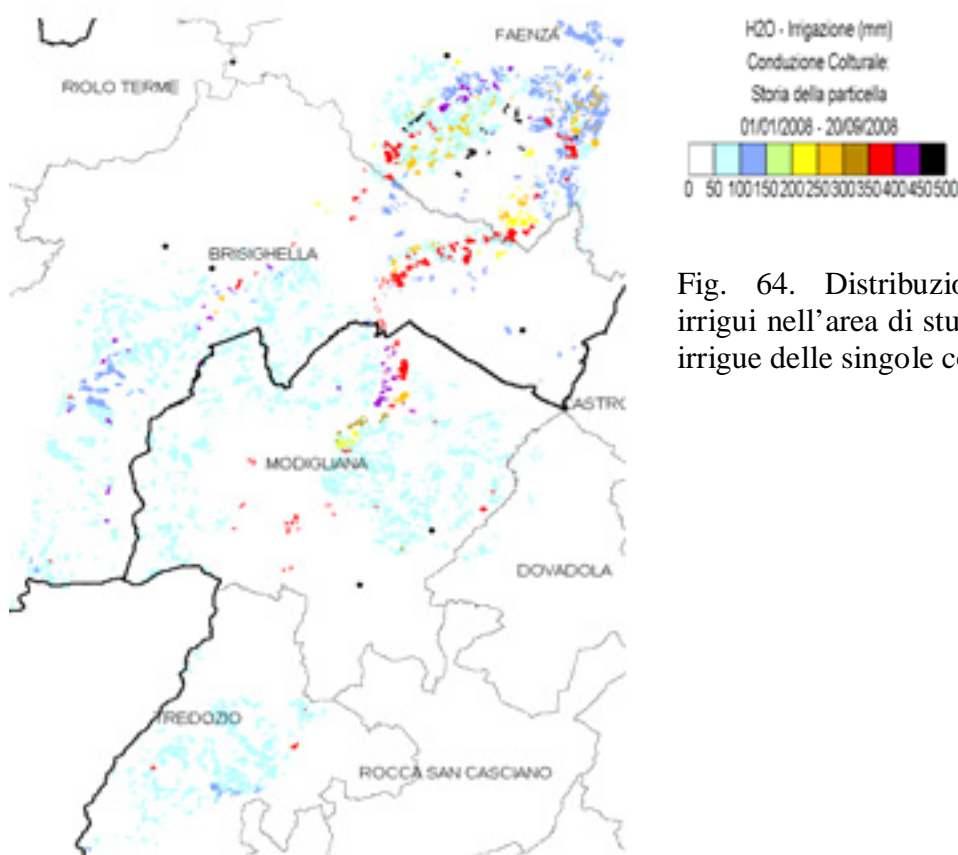 FAENZA
RIOLO TERME
BRISIGHELLA
ASTRO
MODIGLIANA
DOVADOLA
TREDOZIO
ROCCA SAN CASCIANO
H2O - Irrigazione (mm)
Conduzione Colturale:
Storia della particella
01/01/2008 - 20/09/2008
0 50 100 150 200 250 300 350 400 450 500
Fig. 64. Distribuzio
irrigui nell'area di stu
irrigue delle singole co